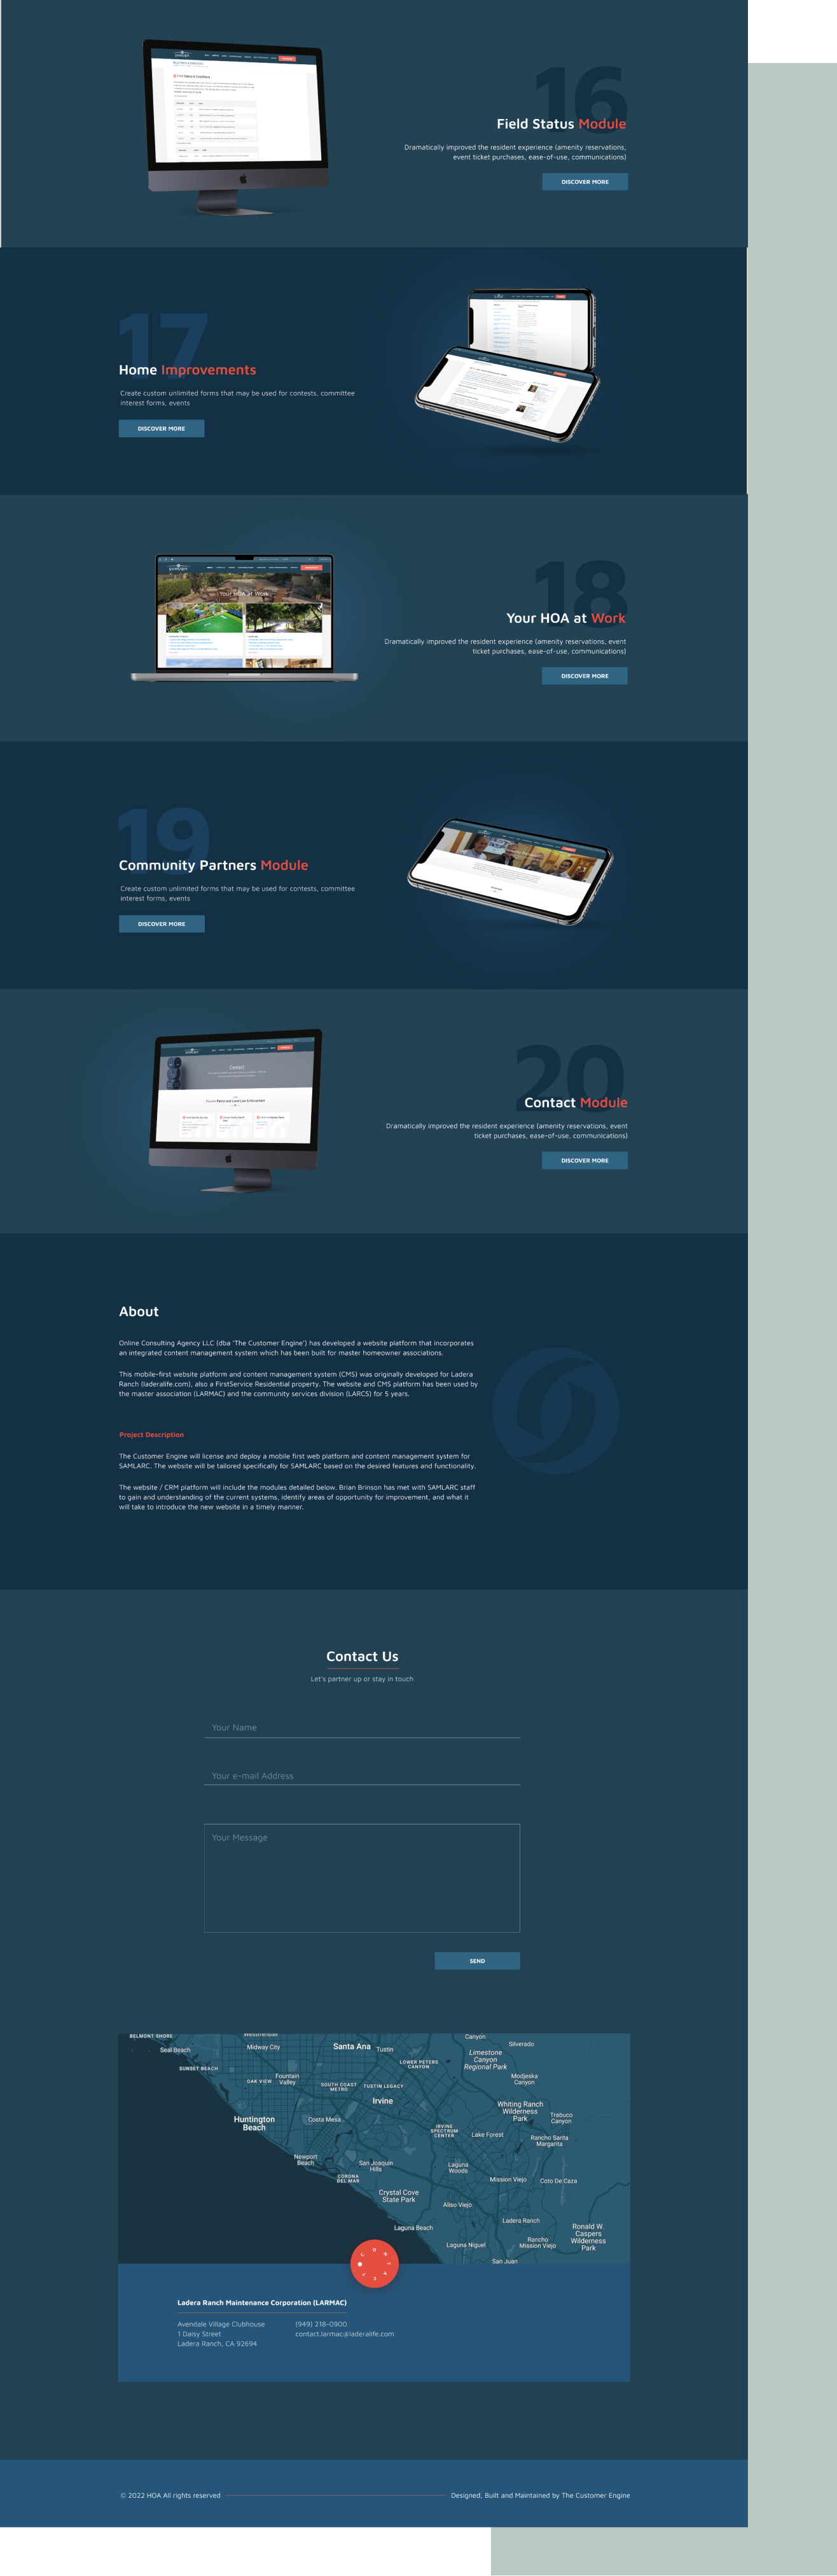 16
Field Status Module
Dramatically improved the resident experience (amenity reservations,
event ticket purchases, ease-of-use, communications)
DISCOVER MORE
17
Home Improvements
Create custom unlimited forms that may be used for contests, committee
interest forms, events
DISCOVER MORE
Your HOA at Work
18
Your HOA at Work
Dramatically improved the resident experience (amenity reservations, event
ticket purchases, ease-of-use, communications)
DISCOVER MORE
19
Community Partners Module
Create custom unlimited forms that may be used for contests, committee
interest forms, events
DISCOVER MORE
Contact
20
Contact Module
Dramatically improved the resident experience (amenity reservations, event
ticket purchases, ease-of-use, communications)
DISCOVER MORE
About
Online Consulting Agency LLC (dba 'The Customer Engine') has developed a website platform that incorporates
an integrated content management system which has been built for master homeowner associations.
This mobile-first website platform and content management system (CMS) was originally developed for Ladera
Ranch (laderalife.com), also a FirstService Residential property. The website and CMS platform has been used by
the master association (LARMAC) and the community services division (LARCS) for 5 years.
Project Description
The Customer Engine will license and deploy a mobile first web platform and content management system for
SAMLARC. The website will be tailored specifically for SAMLARC based on the desired features and functionality.
The website / CRM platform will include the modules detailed below. Brian Brinson has met with SAMLARC staff
to gain and understanding of the current systems, identify areas of opportunity for improvement, and what it
will take to introduce the new website in a timely manner.
Contact Us
Let's partner up or stay in touch
Your Name
Your e-mail Address
Your Message
SEND
BELMONT SHORE
Westminster
Canyon
Seal Beach
Midway City
Santa Ana
Tustin
Silverado
Limestone
Canyon
Regional Park
SUNSET BEACH
LOWER PETERS
CANYON
OAK VIEW
Fountain
Valley
Modjeska
Canyon
SOUTH COAST
METRO
TUSTIN LEGACY
Irvine
Whiting Ranch
Wilderness
Park
Trabuco
Canyon
Huntington
Beach
Costa Mesa
IRVINE
SPECTRUM
CENTER
Lake Forest
Rancho Santa
Margarita
Newport
Beach
San Joaquin
Hills
Laguna
Woods
CORONA
DEL MAR
Mission Viejo
Coto De Caza
Crystal Cove
State Park
Aliso Viejo
Laguna Beach
Ladera Ranch
Ronald W.
Caspers
Wilderness
Park
Laguna Niguel
Rancho
Mission Viejo
San Juan
CONTACT
Ladera Ranch Maintenance Corporation (LARMAC)
Avendale Village Clubhouse
(949) 218-0900
1 Daisy Street
contact.larmac@laderalife.com
Ladera Ranch, CA 92694
© 2022 HOA All rights reserved
Designed, Built and Maintained by The Customer Engine